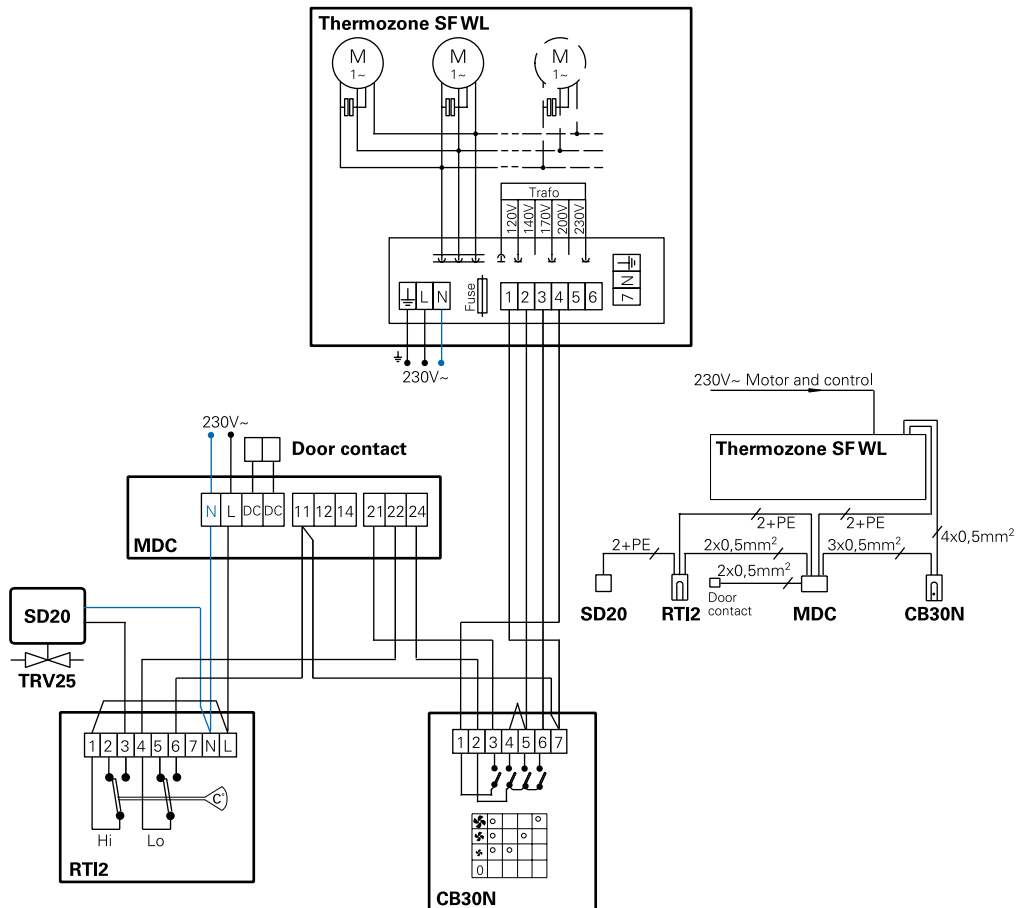 Thermozone SF WL
M
1~
M
1~
M
1~
Trafo
120V
140V
170V
200V
230V
L N
Fuse
1 2 3 4 5 6
7 N
230V~
230V~ Motor and control
Thermozone SF WL
2+PE
2+PE
4x0,5mm²
2+PE
2x0,5mm²
3x0,5mm²
2x0,5mm²
Door
contact
SD20
RTI2
MDC
CB30N
230V~
Door contact
N L DC DC
11 12 14
21 22 24
MDC
SD20
TRV25
1 2 3 4 5 6 7 N L
C°
Hi
Lo
RTI2
1 2 3 4 5 6 7
0
CB30N